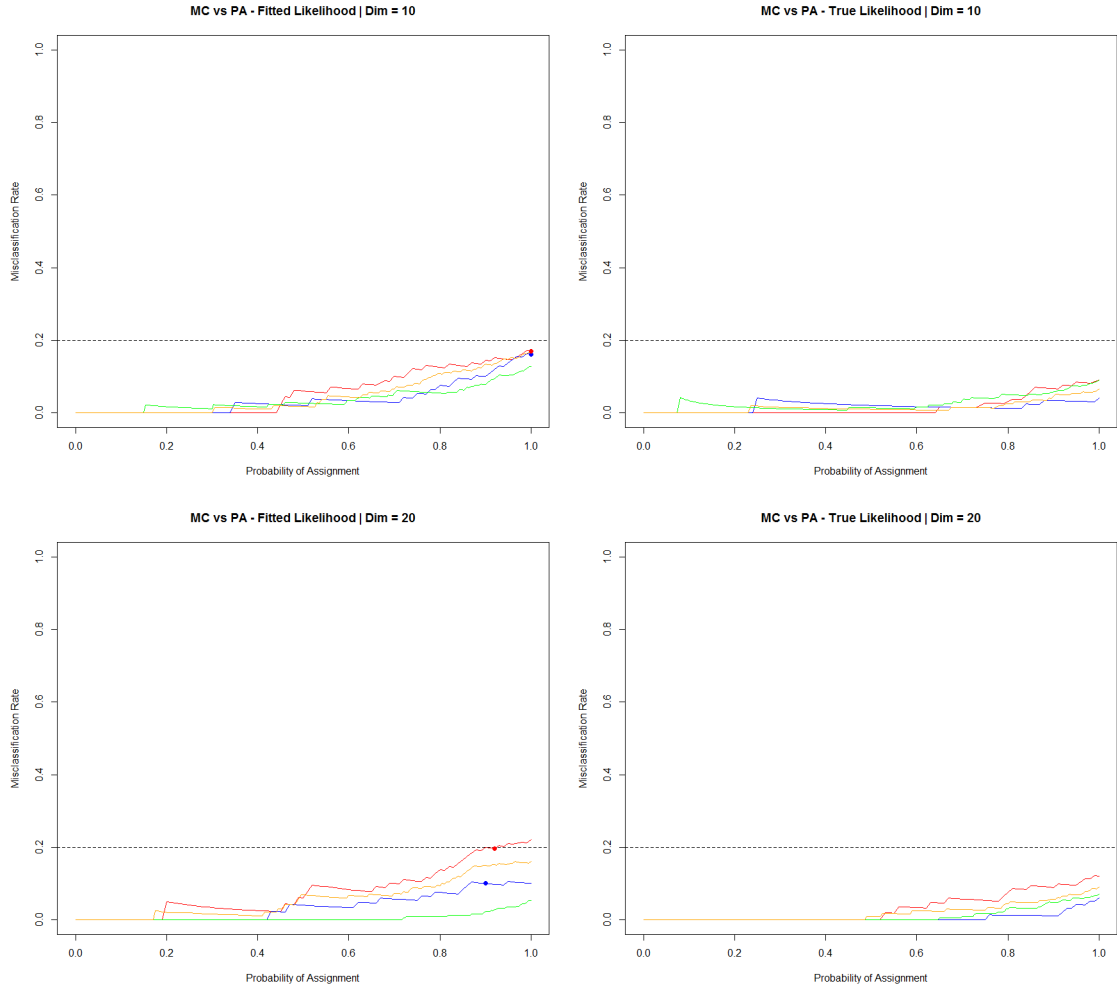 MC vs PA - Fitted Likelihood | Dim = 10
Misclassification Rate
1.0
0.8
0.6
0.4
0.2
0.0
0.0 0.2 0.4 0.6 0.8 1.0
Probability of Assignment
MC vs PA - True Likelihood | Dim = 10
Misclassification Rate
1.0
0.8
0.6
0.4
0.2
0.0
0.0 0.2 0.4 0.6 0.8 1.0
Probability of Assignment
MC vs PA - Fitted Likelihood | Dim = 20
Misclassification Rate
1.0
0.8
0.6
0.4
0.2
0.0
0.0 0.2 0.4 0.6 0.8 1.0
Probability of Assignment
MC vs PA - True Likelihood | Dim = 20
Misclassification Rate
1.0
0.8
0.6
0.4
0.2
0.0
0.0 0.2 0.4 0.6 0.8 1.0
Probability of Assignment